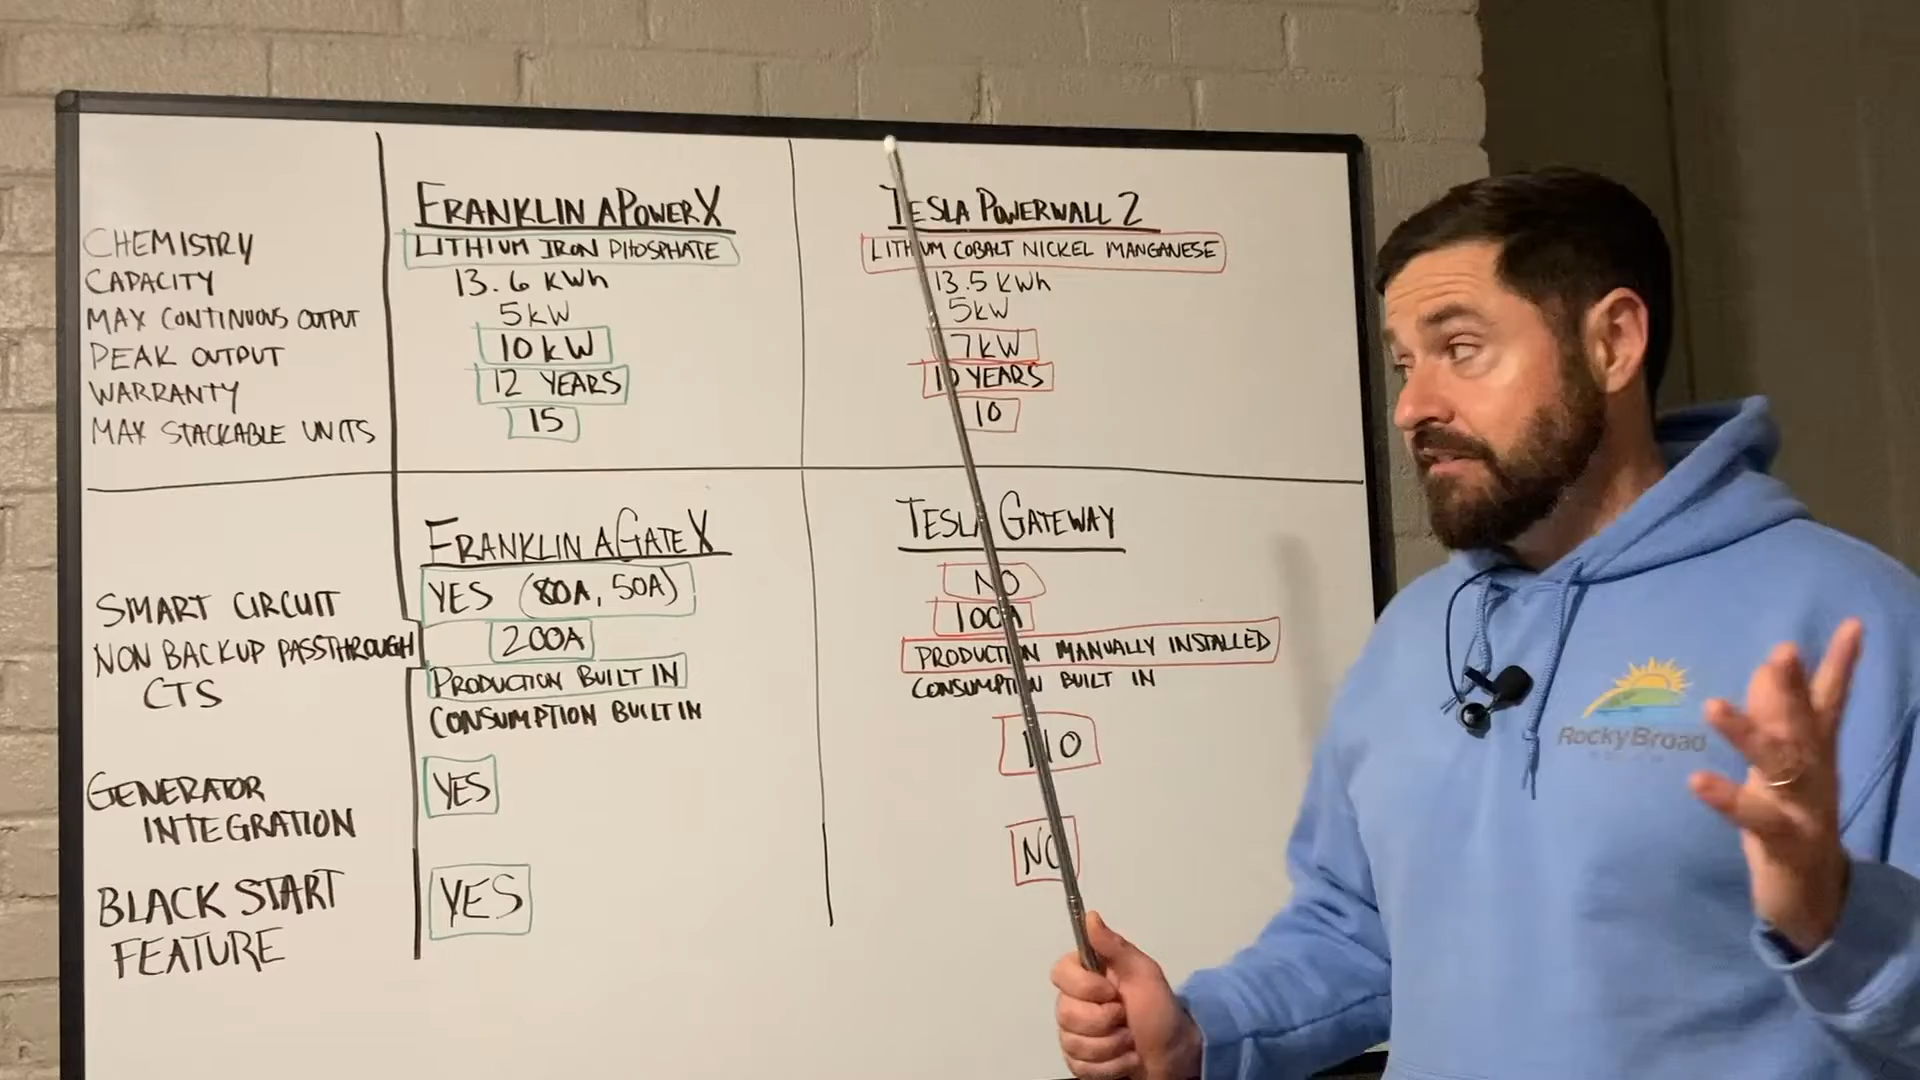 FRANKLIN APOWER X
TESLA POWERWALL 2
CHEMISTRY
LITHIUM IRON PHOSPHATE
LITHIUM COBALT NICKEL MANGANESE
CAPACITY
13.6 KWh
13.5 KWh
MAX CONTINUOUS OUTPUT
5KW
5KW
PEAK OUTPUT
10KW
7KW
WARRANTY
12 YEARS
10 YEARS
MAX STACKABLE UNITS
15
10
FRANKLIN AGATE X
TESLA GATEWAY
SMART CIRCUIT
YES (80A, 50A)
NO
NON BACKUP PASSTHROUGH
200A
100A
CTS
PRODUCTION BUILT IN
CONSUMPTION BUILT IN
PRODUCTION MANUALLY INSTALLED
CONSUMPTION BUILT IN
GENERATOR
INTEGRATION
YES
NO
BLACK START
FEATURE
YES
NO
RockyBroad